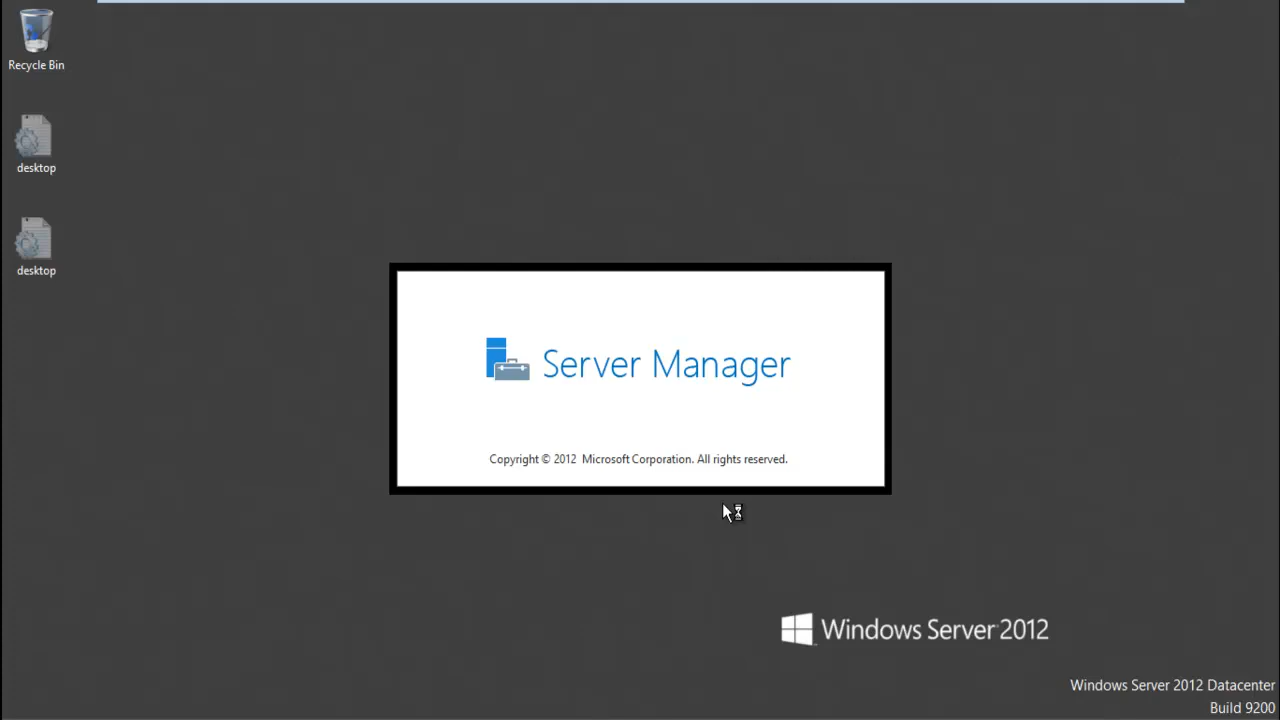 Recycle Bin
desktop
desktop
Server Manager
Copyright © 2012 Microsoft Corporation. All rights reserved.
Windows Server 2012
Windows Server 2012 Datacenter
Build 9200